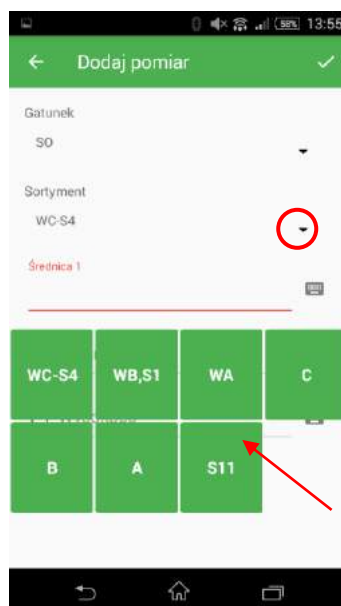 58% 13:55
Dodaj pomiar
Gatunek
SO
Sortyment
WC-S4
Średnica 1
WC-S4 WB,S1 WA C
B A S11